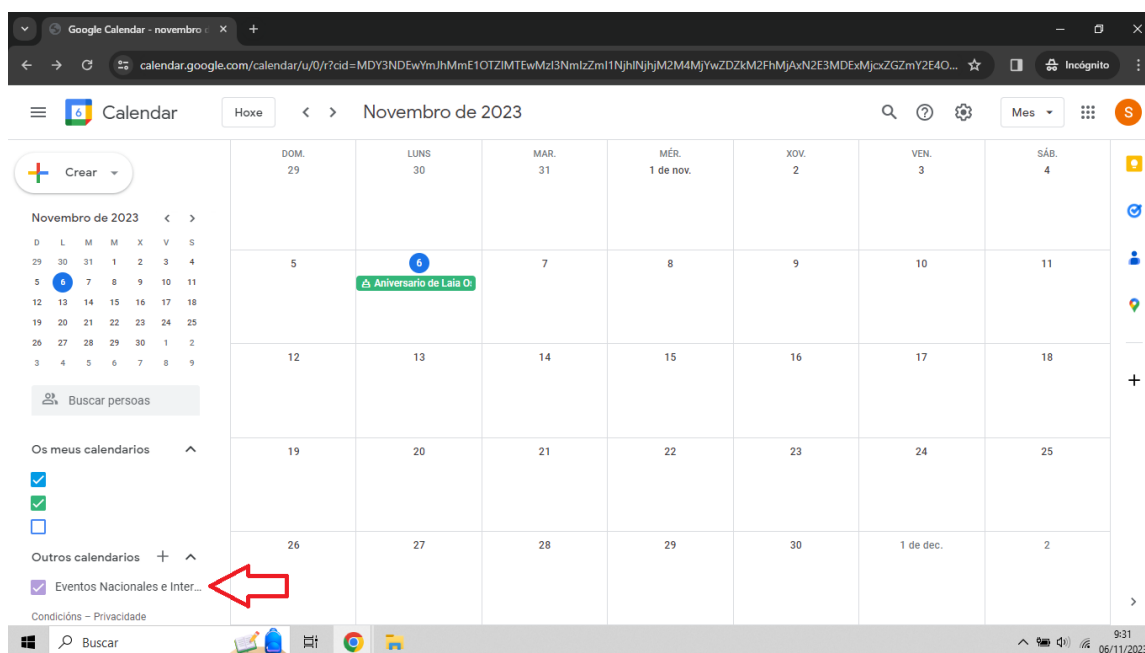 Google Calendar - novembro
calendar.google.com/calendar/u/0/r?cid=MDY3NDEwYmJhMmE1OTZlMTEwMzI3NmIzZmI1NjhlNjhjM2M4MjYwZDZkM2FhMjAxN2E3MDExMjcxZGZmY2E4O...
Incógnito
6
Calendar
Hoxe
Novembro de 2023
Mes
S
Crear
Novembro de 2023
D L M M X V S
29 30 31 1 2 3 4
5 6 7 8 9 10 11
12 13 14 15 16 17 18
19 20 21 22 23 24 25
26 27 28 29 30 1 2
3 4 5 6 7 8 9
Buscar persoas
Os meus calendarios
Outros calendarios
Eventos Nacionales e Inter...
Condicións – Privacidade
DOM. LUNS MAR. MÉR. XOV. VEN. SÁB.
29 30 31 1 de nov. 2 3 4
5 6 7 8 9 10 11
Aniversario de Laia O
12 13 14 15 16 17 18
19 20 21 22 23 24 25
26 27 28 29 30 1 de dec. 2
Buscar
9:31
06/11/202